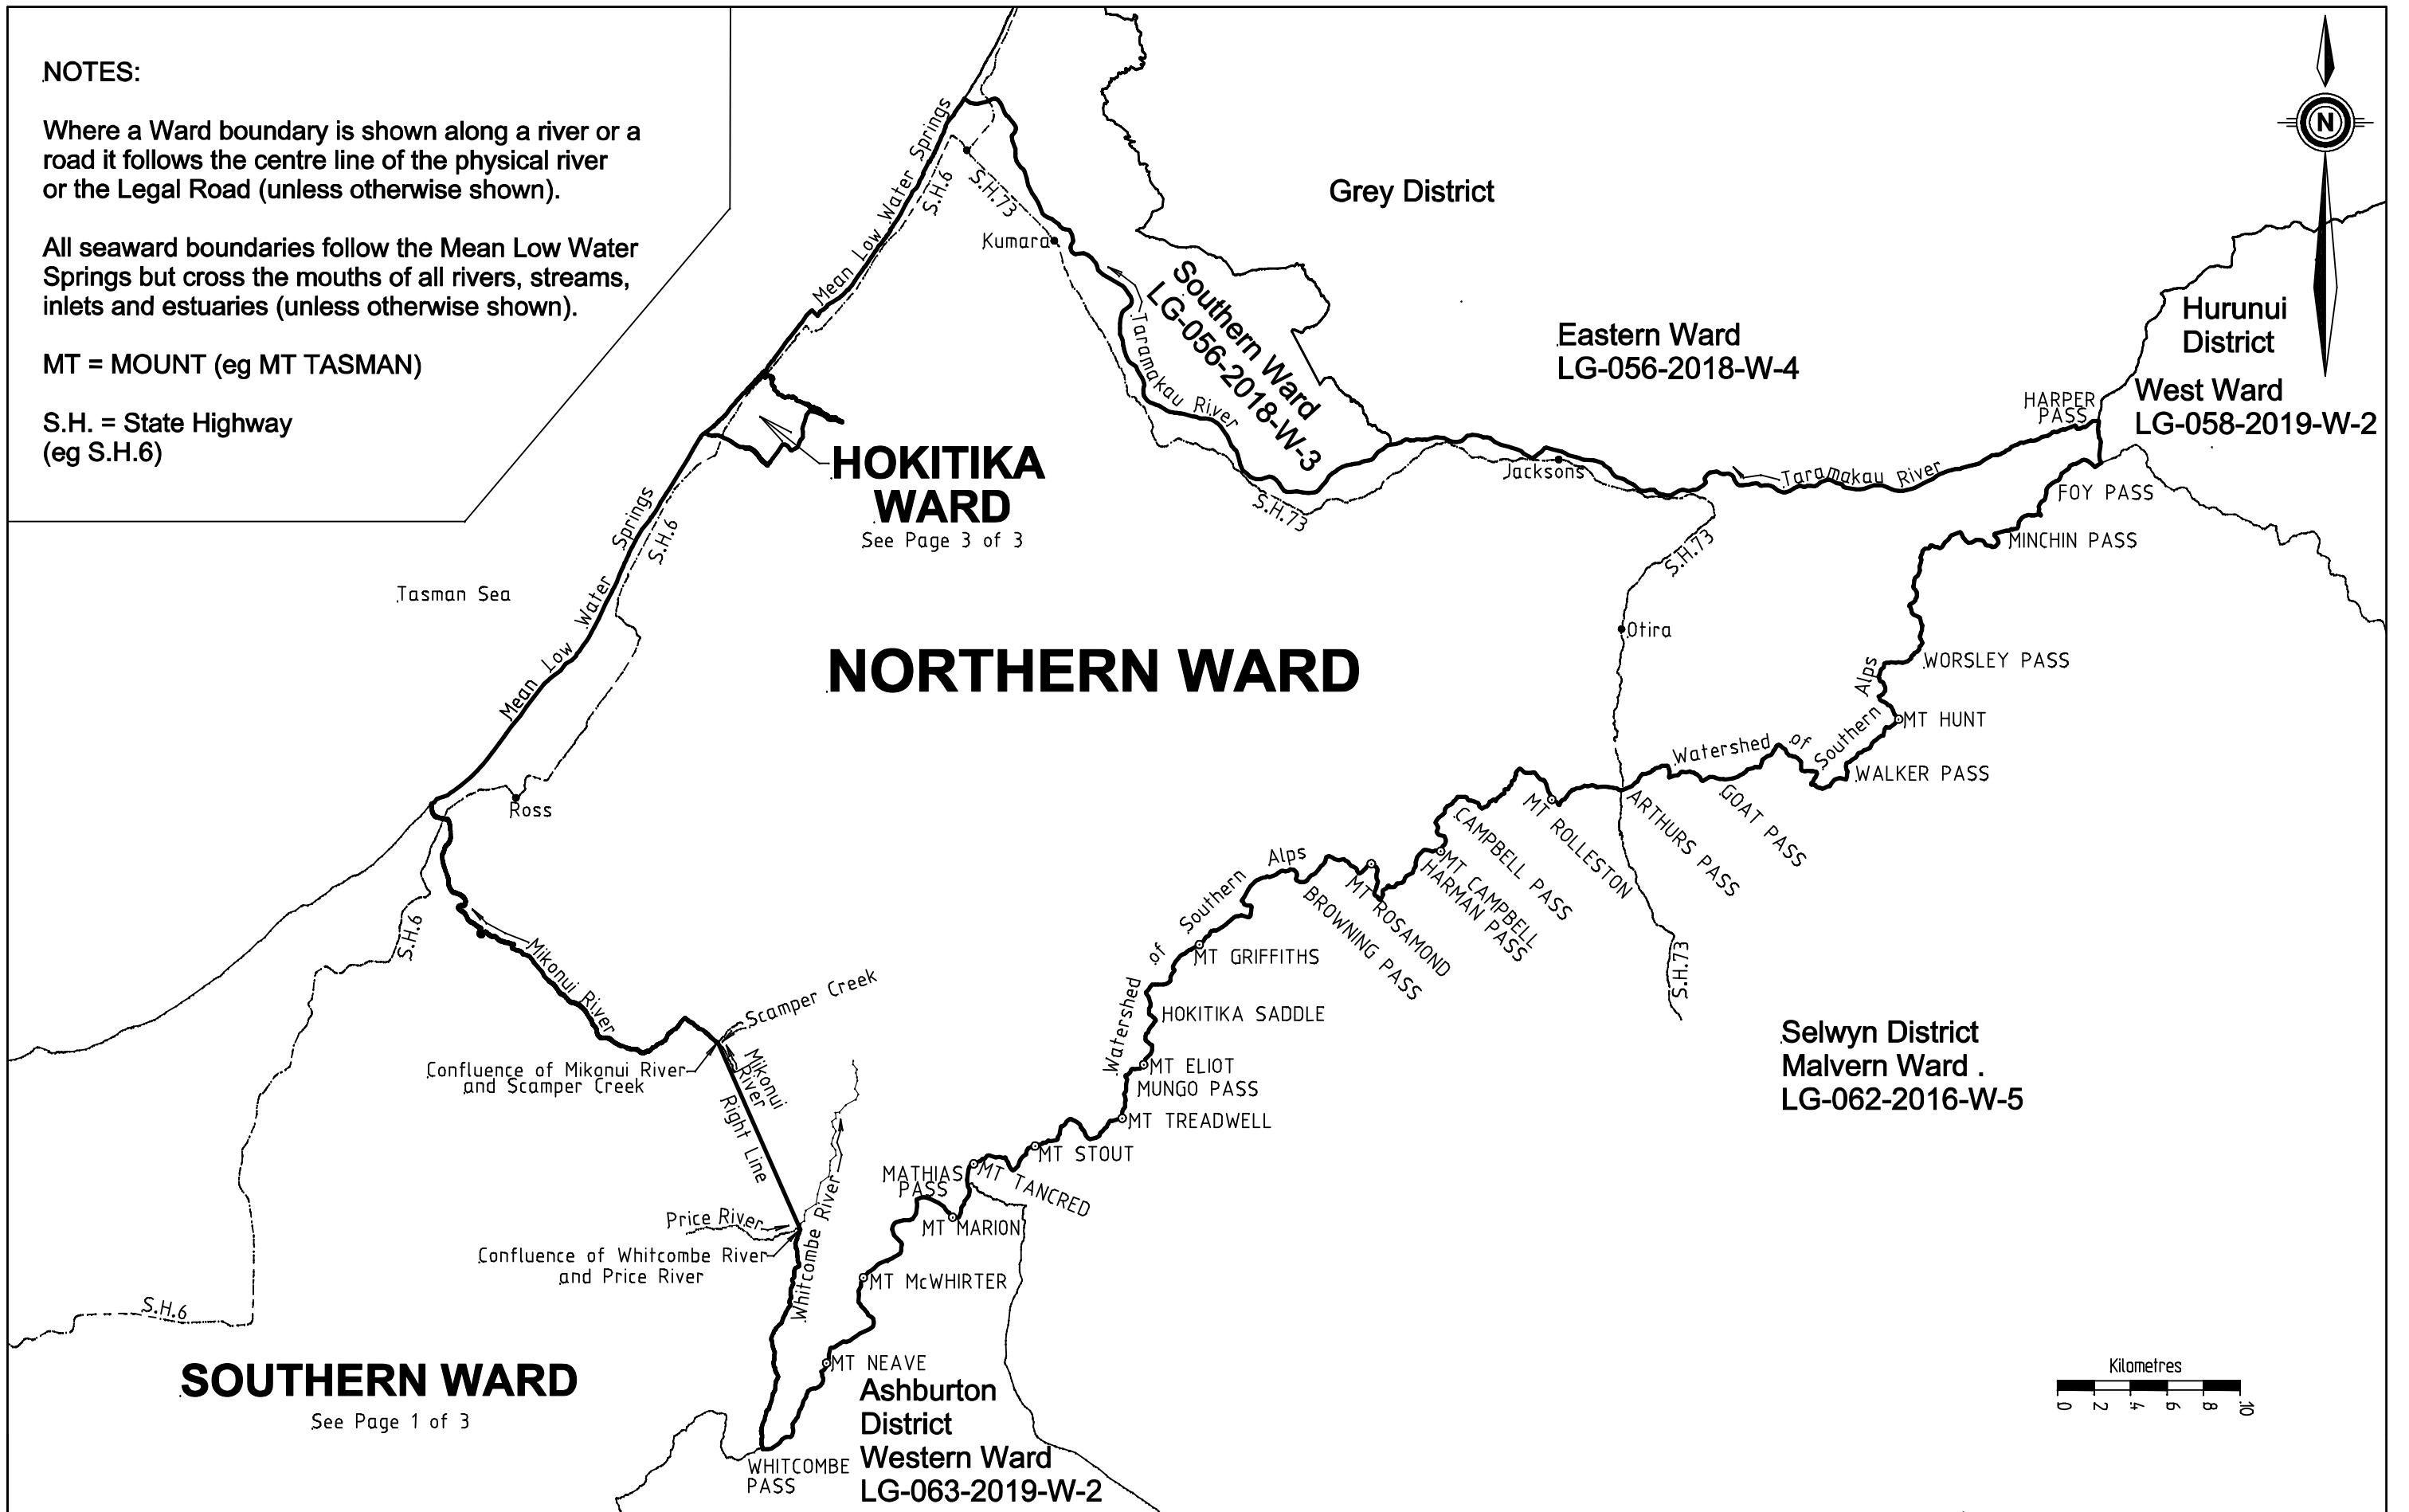 NOTES:
Where a Ward boundary is shown along a river or a
road it follows the centre line of the physical river
or the Legal Road (unless otherwise shown).
All seaward boundaries follow the Mean Low Water
Springs but cross the mouths of all rivers, streams,
inlets and estuaries (unless otherwise shown).
MT = MOUNT (eg MT TASMAN)
S.H. = State Highway
(eg S.H.6)
N
Mean Low Water Springs
S.H.6
S.H.73
Kumara
Grey District
Southern Ward
LG-056-2018-W-3
Taramakau River
Eastern Ward
LG-056-2018-W-4
Hurunui
District
West Ward
LG-058-2019-W-2
HARPER
PASS
HOKITIKA
WARD
See Page 3 of 3
Jacksons
S.H.73
Taramakau River
FOY PASS
MINCHIN PASS
S.H.73
Otira
Tasman Sea
Mean Low Water Springs
S.H.6
NORTHERN WARD
WORSLEY PASS
MT HUNT
WALKER PASS
Watershed of Southern Alps
GOAT PASS
ARTHURS PASS
MT ROLLESTON
CAMPBELL PASS
MT CAMPBELL
HARMAN PASS
MT ROSAMOND
BROWNING PASS
Watershed of Southern Alps
MT GRIFFITHS
HOKITIKA SADDLE
MT ELIOT
MUNGO PASS
MT TREADWELL
MT STOUT
MT TANCRED
MATHIAS
PASS
MT MARION
MT McWHIRTER
MT NEAVE
S.H.73
Ross
S.H.6
Mikonui River
Scamper Creek
Mikonui
River
Confluence of Mikonui River
and Scamper Creek
Right Line
Price River
Whitcombe River
Confluence of Whitcombe River
and Price River
S.H.6
SOUTHERN WARD
See Page 1 of 3
WHITCOMBE
PASS
Ashburton
District
Western Ward
LG-063-2019-W-2
Selwyn District
Malvern Ward .
LG-062-2016-W-5
Kilometres
0 2 4 6 8 10